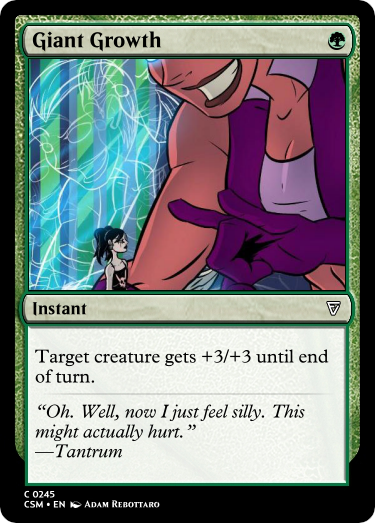 Giant Growth
Instant
Target creature gets +3/+3 until end
of turn.
“Oh. Well, now I just feel silly. This
might actually hurt.”
—Tantrum
C 0245
CSM • EN Adam Rebottaro